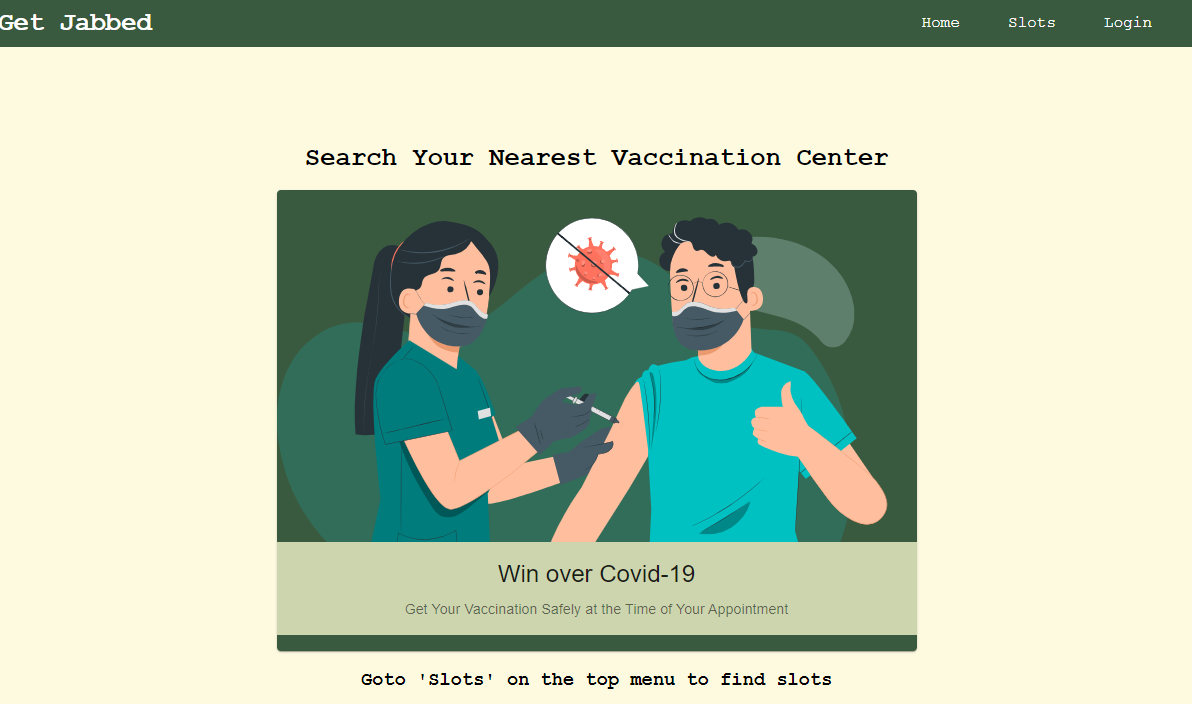 Get Jabbed
Home Slots Login
Search Your Nearest Vaccination Center
Win over Covid-19
Get Your Vaccination Safely at the Time of Your Appointment
Goto 'Slots' on the top menu to find slots